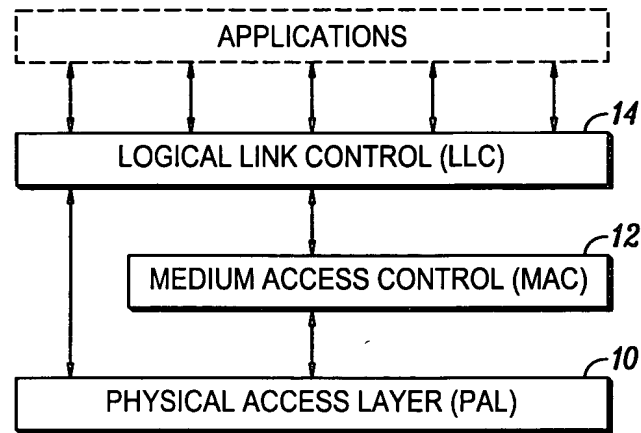 APPLICATIONS
14
LOGICAL LINK CONTROL (LLC)
12
MEDIUM ACCESS CONTROL (MAC)
10
PHYSICAL ACCESS LAYER (PAL)